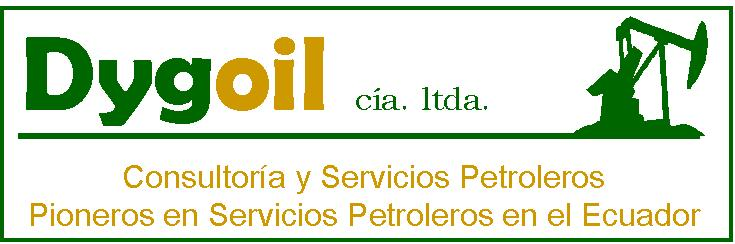 Dygoil cía. ltda.
Consultoría y Servicios Petroleros
Pioneros en Servicios Petroleros en el Ecuador